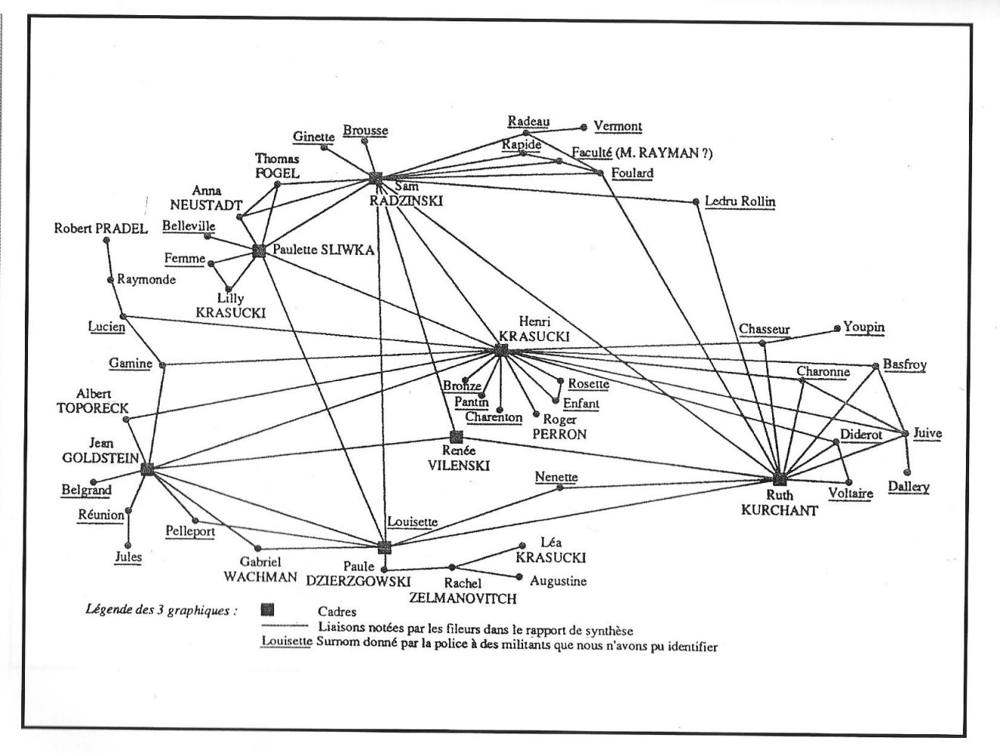 Radeau
Vermont
Brousse
Ginette
Rapide
Faculté (M. RAYMAN ?)
Thomas
FOGEL
Foulard
Sam
RADZINSKI
Anna
NEUSTADT
Ledru Rollin
Belleville
Robert PRADEL
Paulette SLIWKA
Femme
Raymonde
Lilly
KRASUCKI
Lucien
Henri
KRASUCKI
Chasseur
Youpin
Gamine
Basfroy
Charonne
Bronze
Rosette
Pantin
Enfant
Charenton
Albert
TOPORECK
Roger
PERRON
Diderot
Juive
Jean
GOLDSTEIN
Renée
VILENSKI
Nenette
Dallery
Belgrand
Ruth
KURCHANT
Voltaire
Réunion
Louisette
Pelleport
Jules
Gabriel
WACHMAN
Paule
DZIERZGOWSKI
Léa
KRASUCKI
Rachel
ZELMANOVITCH
Augustine
Légende des 3 graphiques :
Cadres
Liaisons notées par les fileurs dans le rapport de synthèse
Louisette Surnom donné par la police à des militants que nous n'avons pu identifier